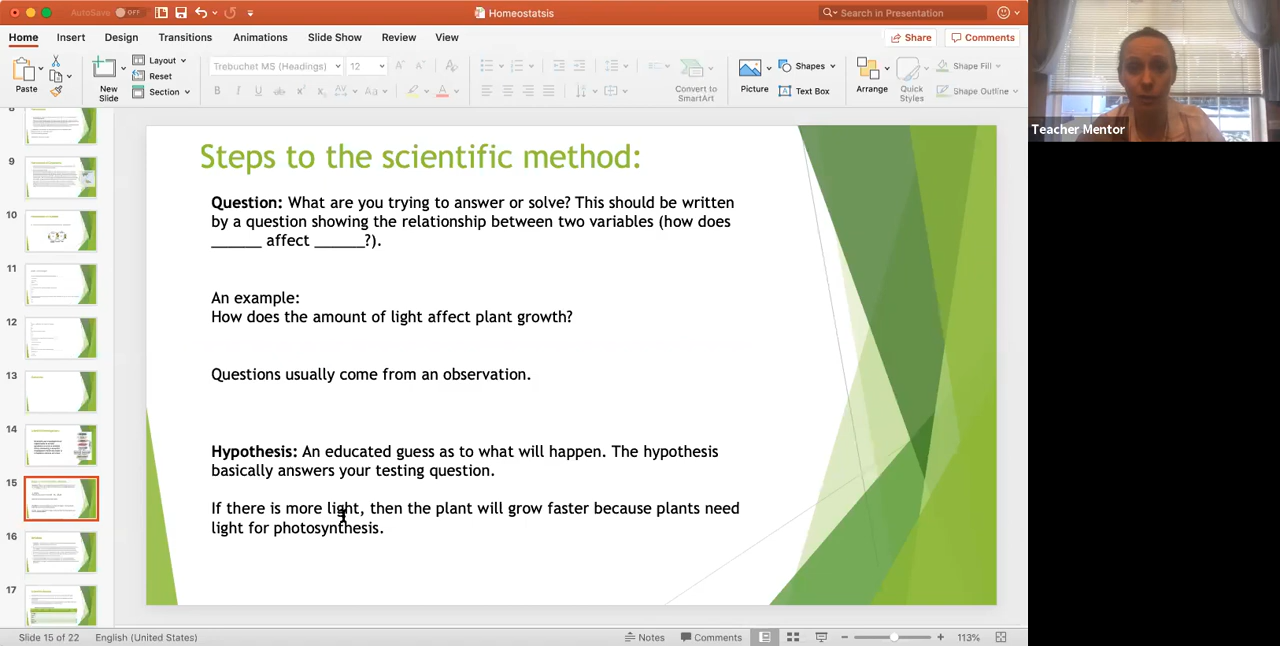 AutoSave OFF
Homeostatsis
Search in Presentation
Home Insert Design Transitions Animations Slide Show Review View
Share Comments
Paste
New Slide
Layout
Reset
Section
Trebuchet MS (Headings) 12
Convert to SmartArt
Picture
Shapes
Text Box
Arrange
Quick Styles
Shape Fill
Shape Outline
Teacher Mentor
8
9
10
11
12
13
14
15
16
17
Steps to the scientific method:
Question: What are you trying to answer or solve? This should be written
by a question showing the relationship between two variables (how does
______ affect ______?).
An example:
How does the amount of light affect plant growth?
Questions usually come from an observation.
Hypothesis: An educated guess as to what will happen. The hypothesis
basically answers your testing question.
If there is more light, then the plant will grow faster because plants need
light for photosynthesis.
Slide 15 of 22 English (United States) Notes Comments 113%